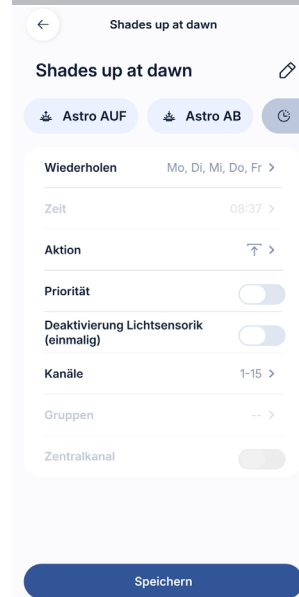 Shades up at dawn
Shades up at dawn
Astro AUF
Astro AB
Wiederholen
Mo, Di, Mi, Do, Fr >
Zeit
08:37 >
Aktion
>
Priorität
Deaktivierung Lichtsensorik
(einmalig)
Kanäle
1-15 >
Gruppen
-- >
Zentralkanal
Speichern